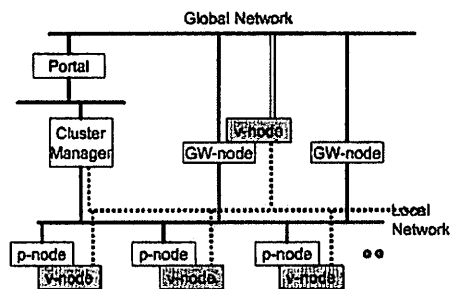 Global Network
Portal
v-node
Cluster
Manager
GW-node
GW-node
Local
Network
p-node
p-node
p-node
v-node
v-node
v-node